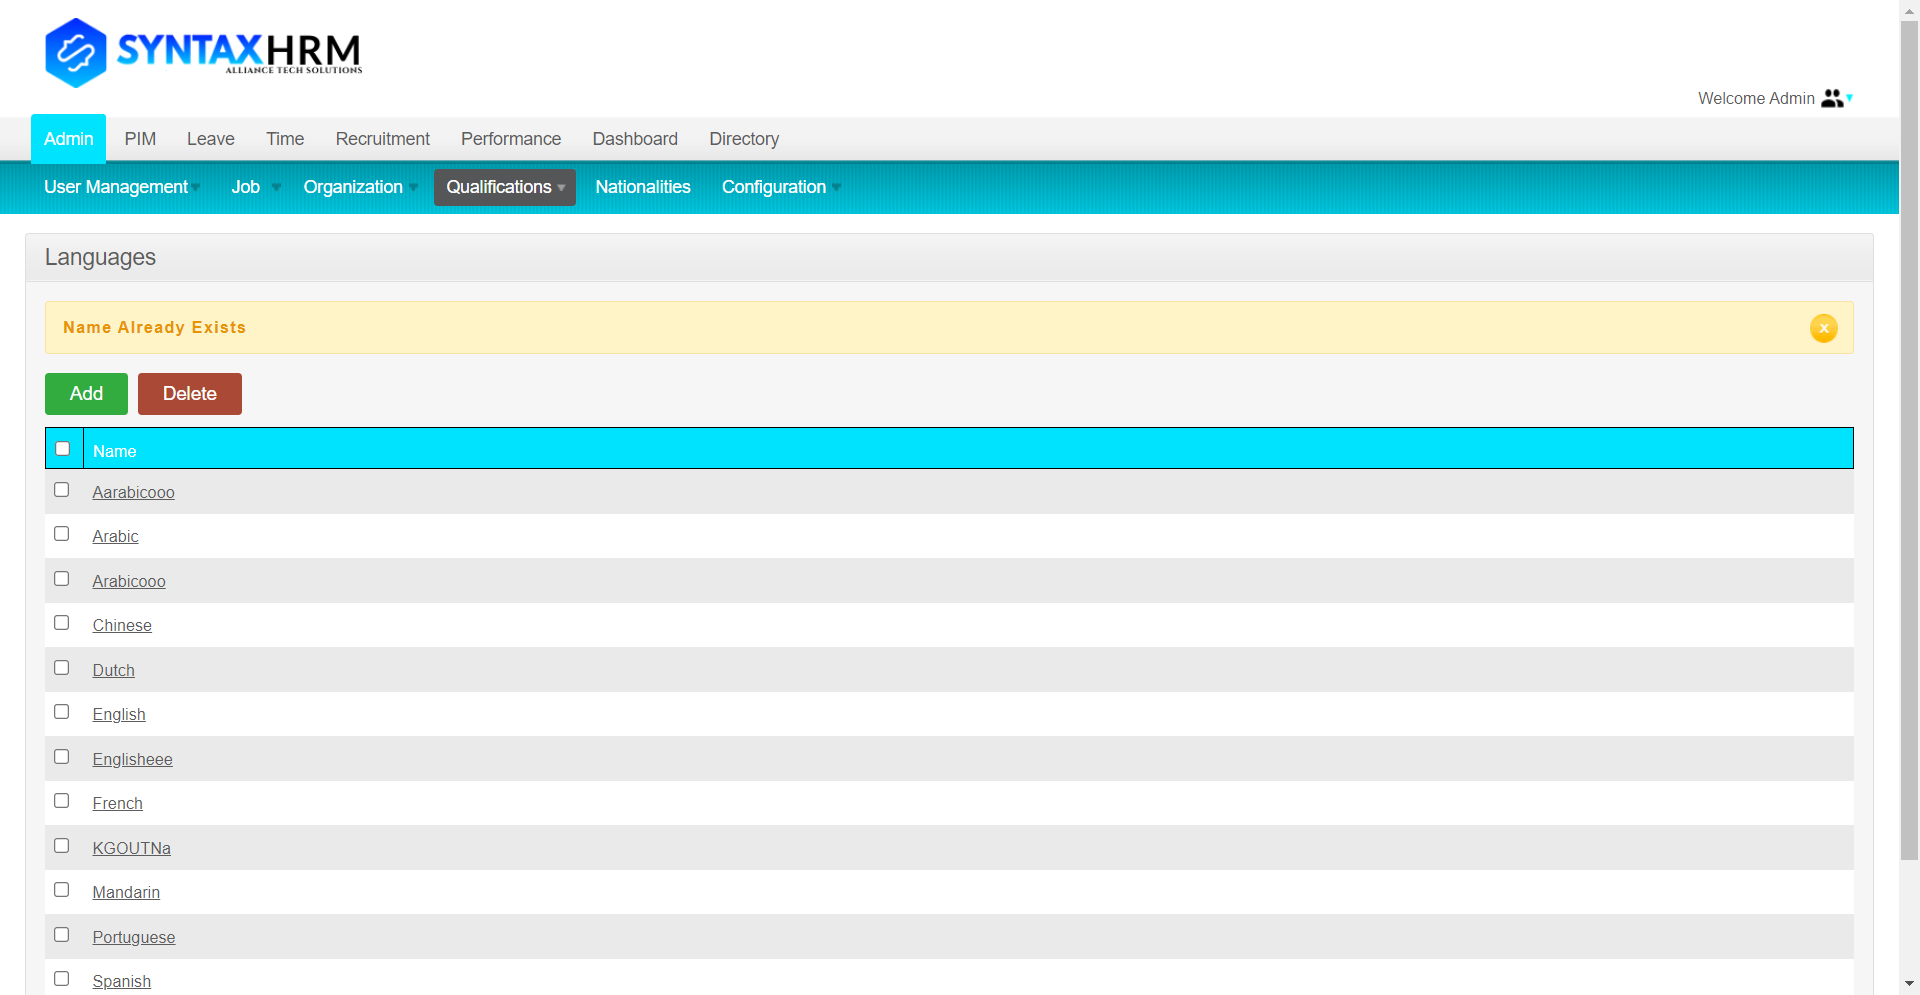 SYNTAXHRM
ALLIANCE TECH SOLUTIONS
Welcome Admin
Admin PIM Leave Time Recruitment Performance Dashboard Directory
User Management Job Organization Qualifications Nationalities Configuration
Languages
Name Already Exists
x
Add Delete
Name
Aarabicooo
Arabic
Arabicooo
Chinese
Dutch
English
Englisheee
French
KGOUTNa
Mandarin
Portuguese
Spanish